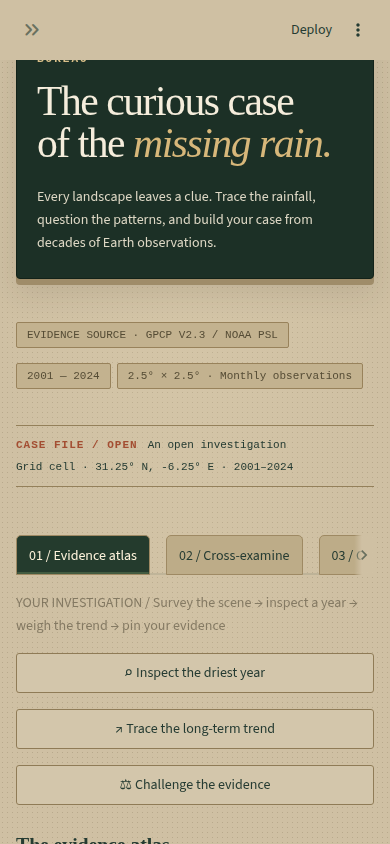 Deploy
The curious case
of the missing rain.
Every landscape leaves a clue. Trace the rainfall,
question the patterns, and build your case from
decades of Earth observations.
EVIDENCE SOURCE · GPCP V2.3 / NOAA PSL
2001 — 2024
2.5° × 2.5° · Monthly observations
CASE FILE / OPEN An open investigation
Grid cell · 31.25° N, -6.25° E · 2001–2024
01 / Evidence atlas
02 / Cross-examine
03 /
YOUR INVESTIGATION / Survey the scene → inspect a year →
weigh the trend → pin your evidence
⌕ Inspect the driest year
↗ Trace the long-term trend
⚖ Challenge the evidence
The evidence atlas